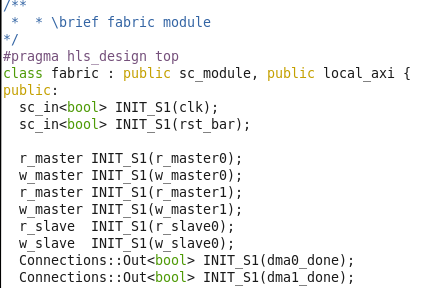 /**
 *  * \brief fabric module
*/
#pragma hls_design top
class fabric : public sc_module, public local_axi {
public:
  sc_in<bool> INIT_S1(clk);
  sc_in<bool> INIT_S1(rst_bar);

  r_master INIT_S1(r_master0);
  w_master INIT_S1(w_master0);
  r_master INIT_S1(r_master1);
  w_master INIT_S1(w_master1);
  r_slave  INIT_S1(r_slave0);
  w_slave  INIT_S1(w_slave0);
  Connections::Out<bool> INIT_S1(dma0_done);
  Connections::Out<bool> INIT_S1(dma1_done);